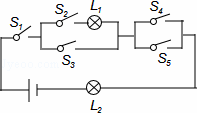 S₂ L₁ S₄
S₁
S₃ S₅
L₂